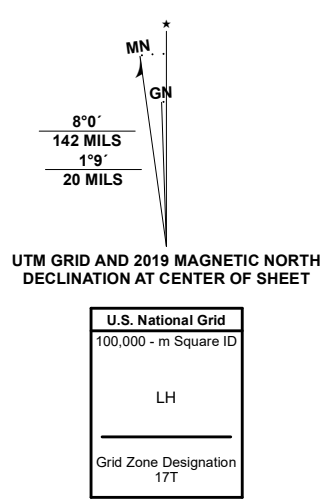 MN
GN
8°0´
142 MILS
1°9´
20 MILS
UTM GRID AND 2019 MAGNETIC NORTH
DECLINATION AT CENTER OF SHEET
U.S. National Grid
100,000 - m Square ID
LH
Grid Zone Designation
17T